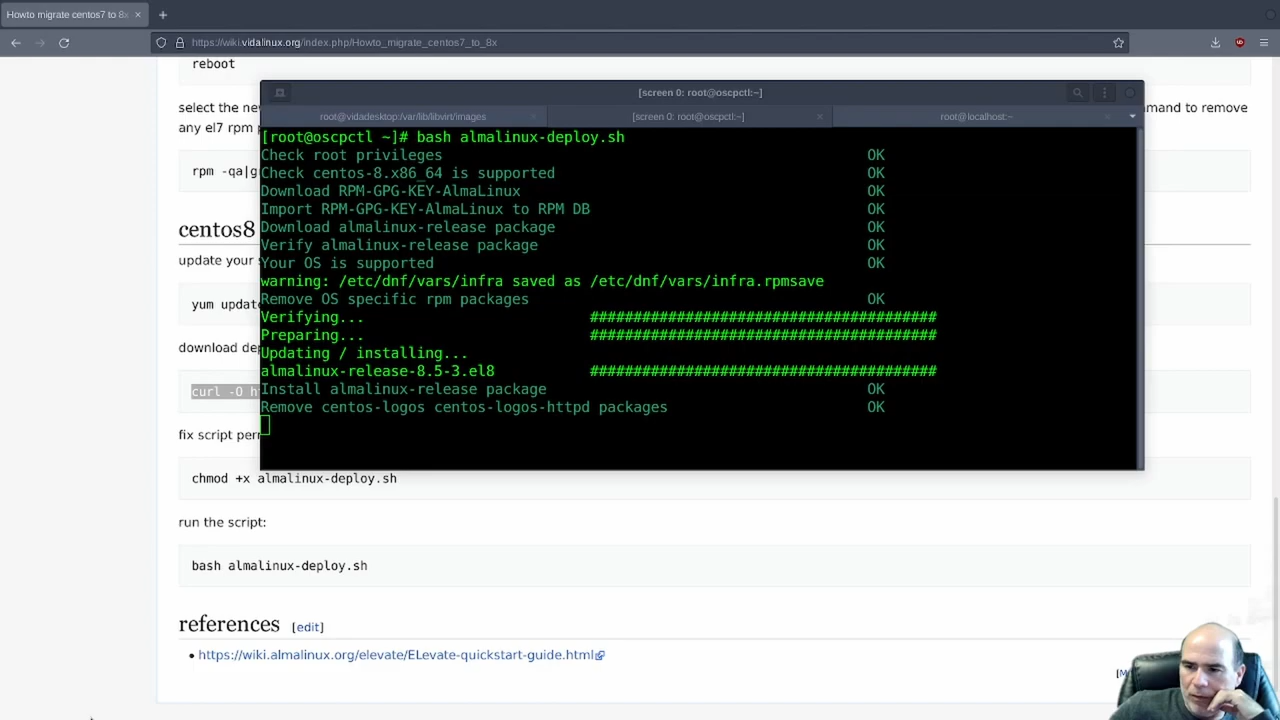 Howto migrate centos7 to 8x
https://wiki.vidalinux.org/index.php/Howto_migrate_centos7_to_8x
reboot
[screen 0: root@oscpctl:~]
select the ne
mmand to remove
root@vidadesktop:/var/lib/libvirt/images
[screen 0: root@oscpctl:~]
root@localhost:~
any el7 rpm p
[root@oscpctl ~]# bash almalinux-deploy.sh
Check root privileges OK
rpm -qa|g
Check centos-8.x86_64 is supported OK
Download RPM-GPG-KEY-AlmaLinux OK
Import RPM-GPG-KEY-AlmaLinux to RPM DB OK
centos8
Download almalinux-release package OK
Verify almalinux-release package OK
update your
Your OS is supported OK
warning: /etc/dnf/vars/infra saved as /etc/dnf/vars/infra.rpmsave
yum updat
Remove OS specific rpm packages OK
Verifying... ########################################
Preparing... ########################################
download de
Updating / installing...
almalinux-release-8.5-3.el8 ########################################
curl -O h
Install almalinux-release package OK
Remove centos-logos centos-logos-httpd packages OK
fix script per
chmod +x almalinux-deploy.sh
run the script:
bash almalinux-deploy.sh
references [edit]
https://wiki.almalinux.org/elevate/ELevate-quickstart-guide.html